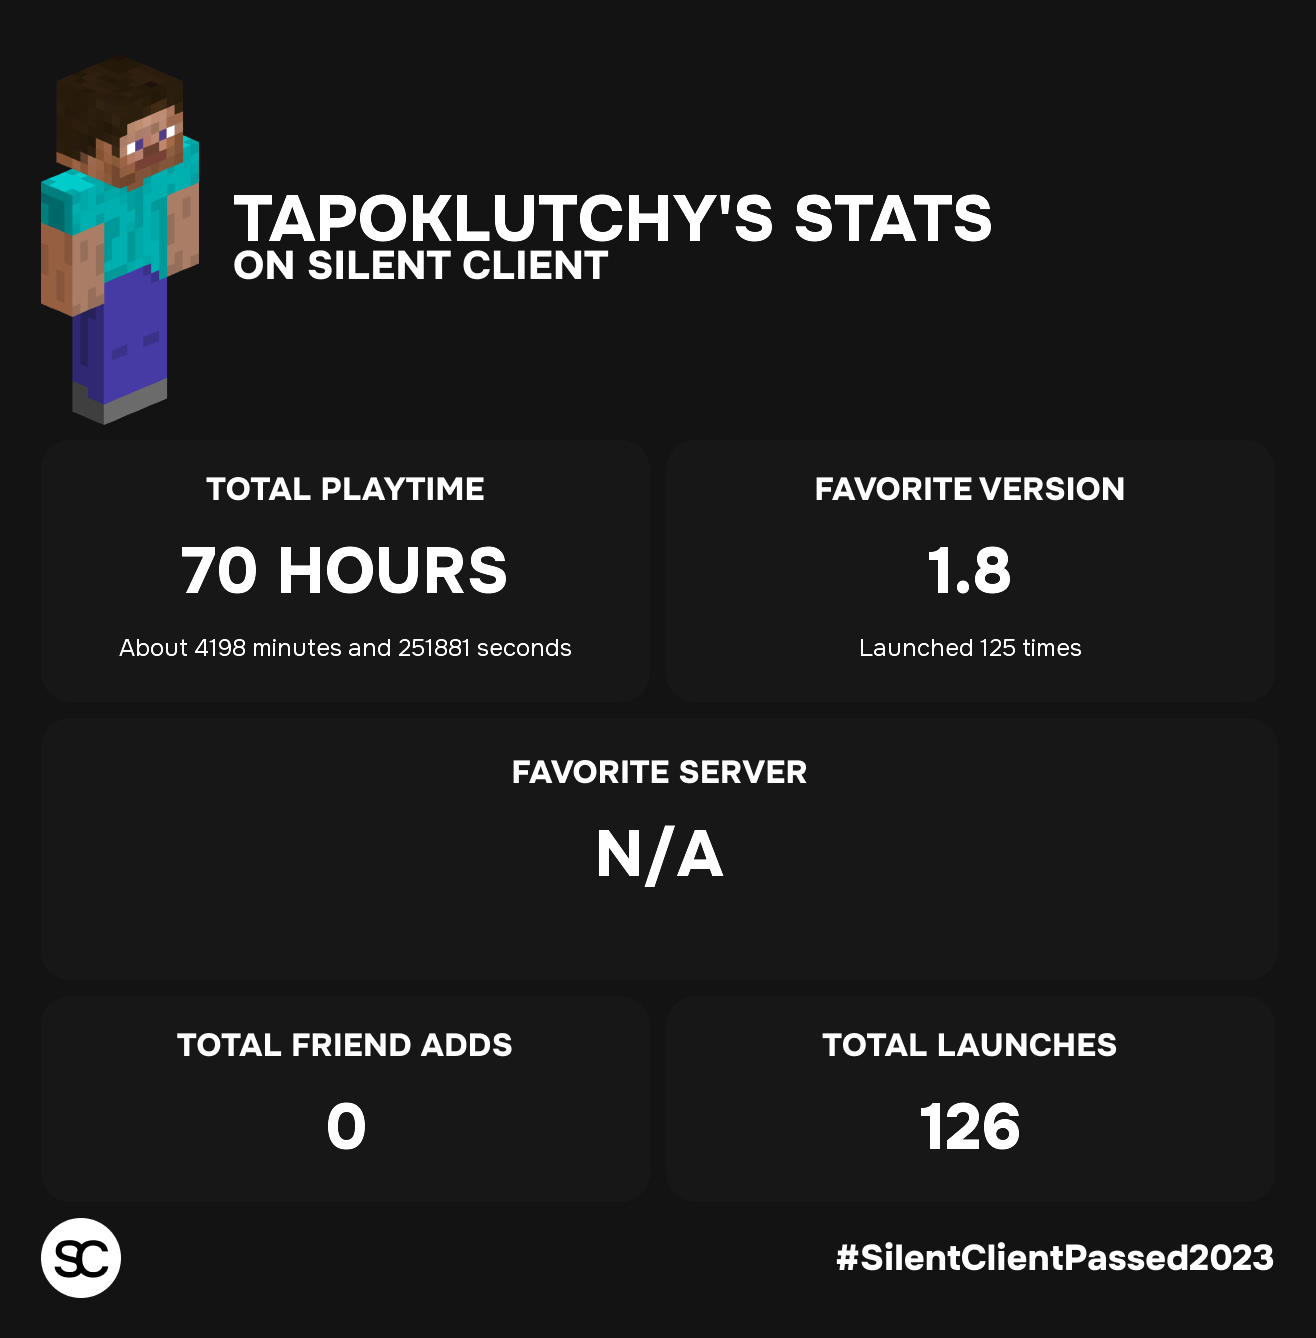 TAPOKLUTCHY'S STATS
ON SILENT CLIENT
TOTAL PLAYTIME
70 HOURS
About 4198 minutes and 251881 seconds
FAVORITE VERSION
1.8
Launched 125 times
FAVORITE SERVER
N/A
TOTAL FRIEND ADDS
0
TOTAL LAUNCHES
126
SC
#SilentClientPassed2023